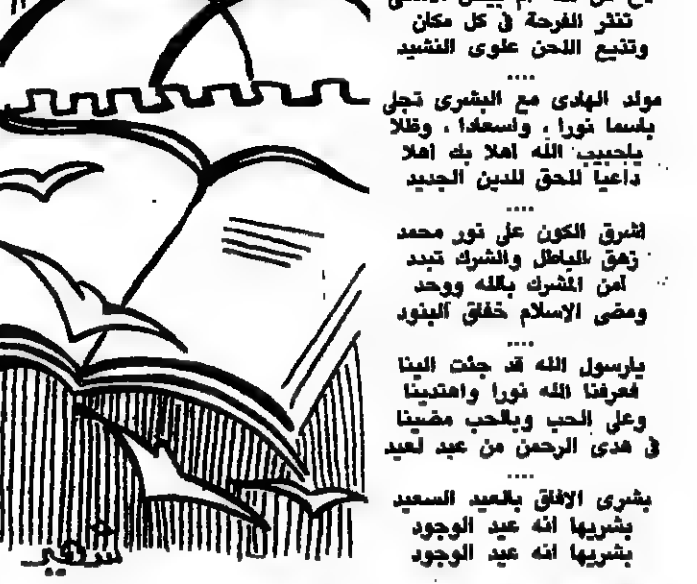 تنثر الفرحة في كل مكان
وتذيع اللحن علوى النشيد
....
مولد الهادى مع البشرى تجلى
باسما نورا ، واسعادا ، وظلا
ياحبيب الله اهلا بك اهلا
داعيا للحق للدين الجديد
....
اشرق الكون على نور محمد
زهق الباطل والشرك تبدد
آمن المشرك بالله ووحد
ومضى الاسلام خفاق البنود
....
يارسول الله قد جئت الينا
فعرفنا الله نورا واهتدينا
وعلى الحب وبالحب مضينا
في هدى الرحمن من عيد لعيد
....
بشرى الافاق بالعيد السعيد
بشريها انه عيد الوجود
بشريها انه عيد الوجود